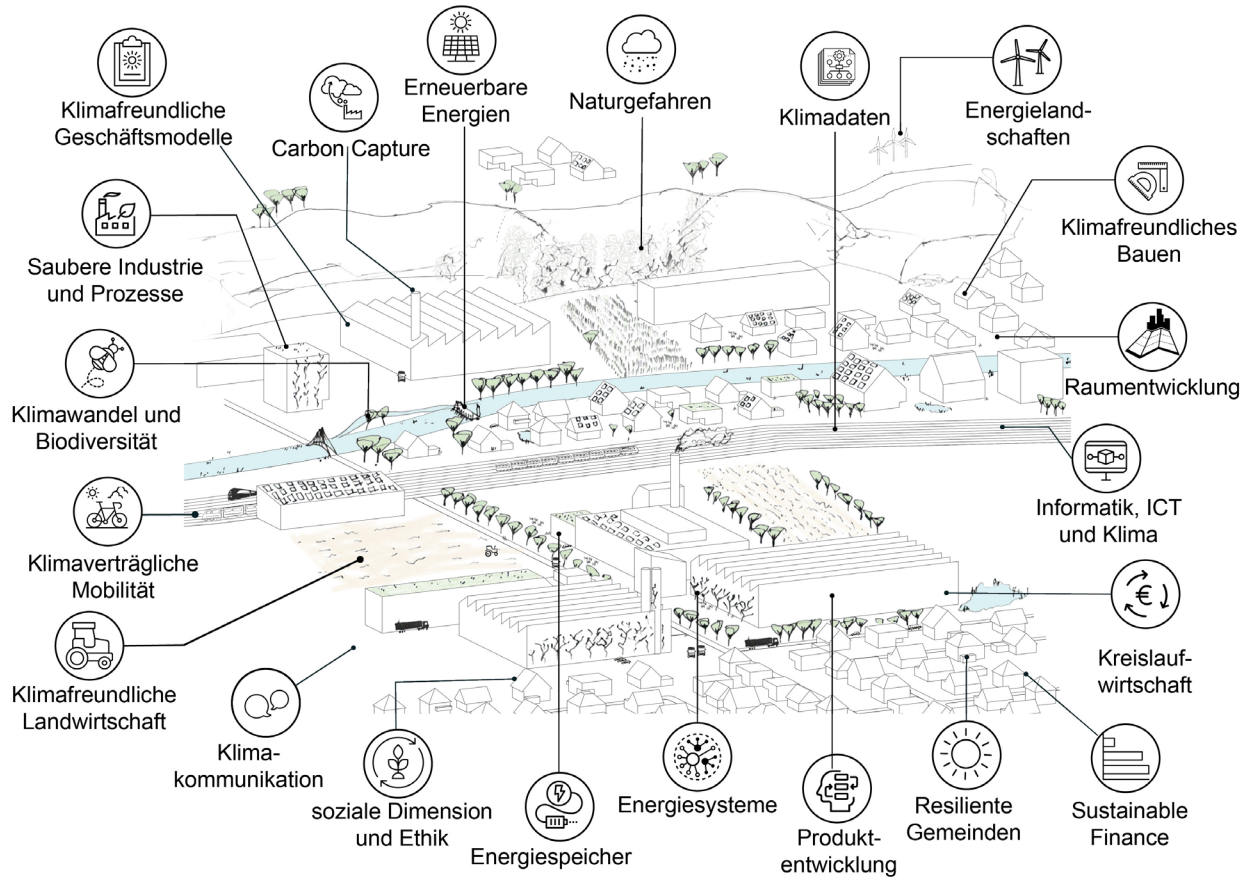 Klimafreundliche
Geschäftsmodelle
Carbon Capture
Erneuerbare
Energien
Naturgefahren
Klimadaten
Energieland-
schaften
Klimafreundliches
Bauen
Saubere Industrie
und Prozesse
Raumentwicklung
Klimawandel und
Biodiversität
Informatik, ICT
und Klima
Klimaverträgliche
Mobilität
€
Kreislauf-
wirtschaft
Klimafreundliche
Landwirtschaft
Klima-
kommunikation
soziale Dimension
und Ethik
Energiespeicher
Energiesysteme
Produkt-
entwicklung
Resiliente
Gemeinden
Sustainable
Finance